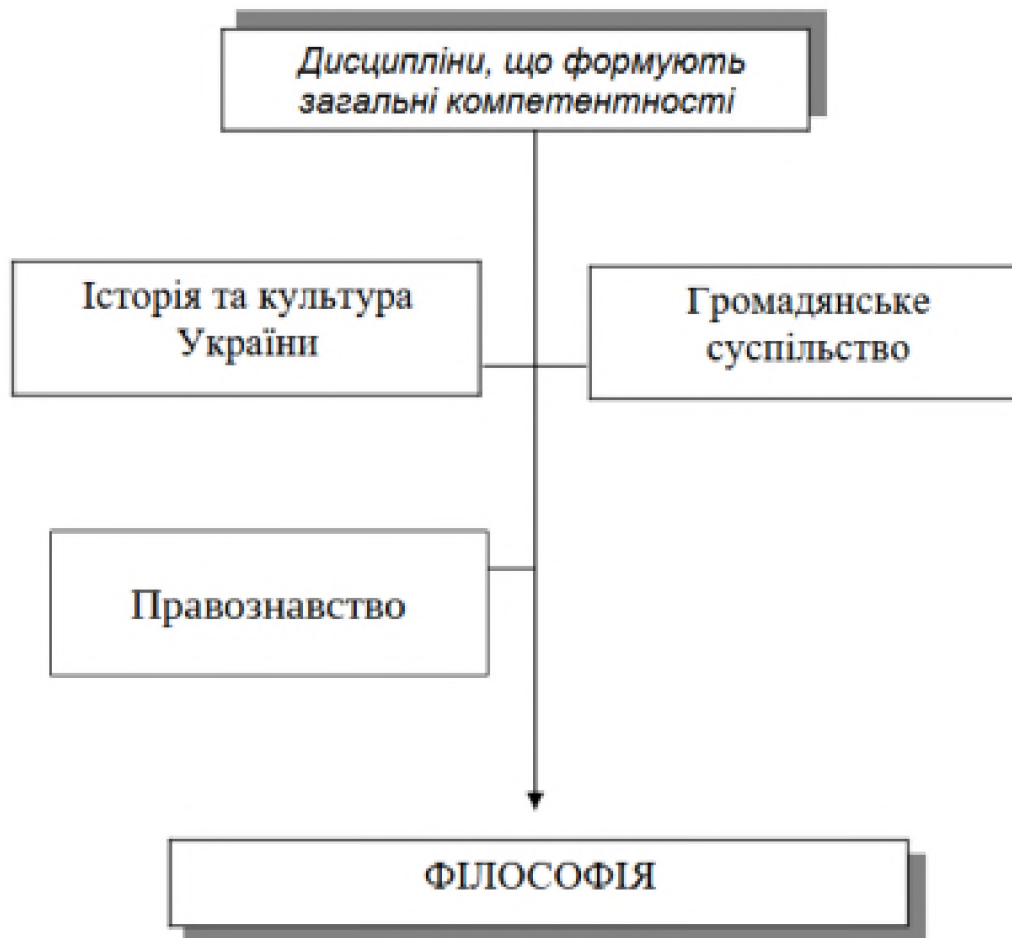 Дисципліни, що формують
загальні компетентності
Історія та культура
України
Громадянське
суспільство
Правознавство
ФІЛОСОФІЯ